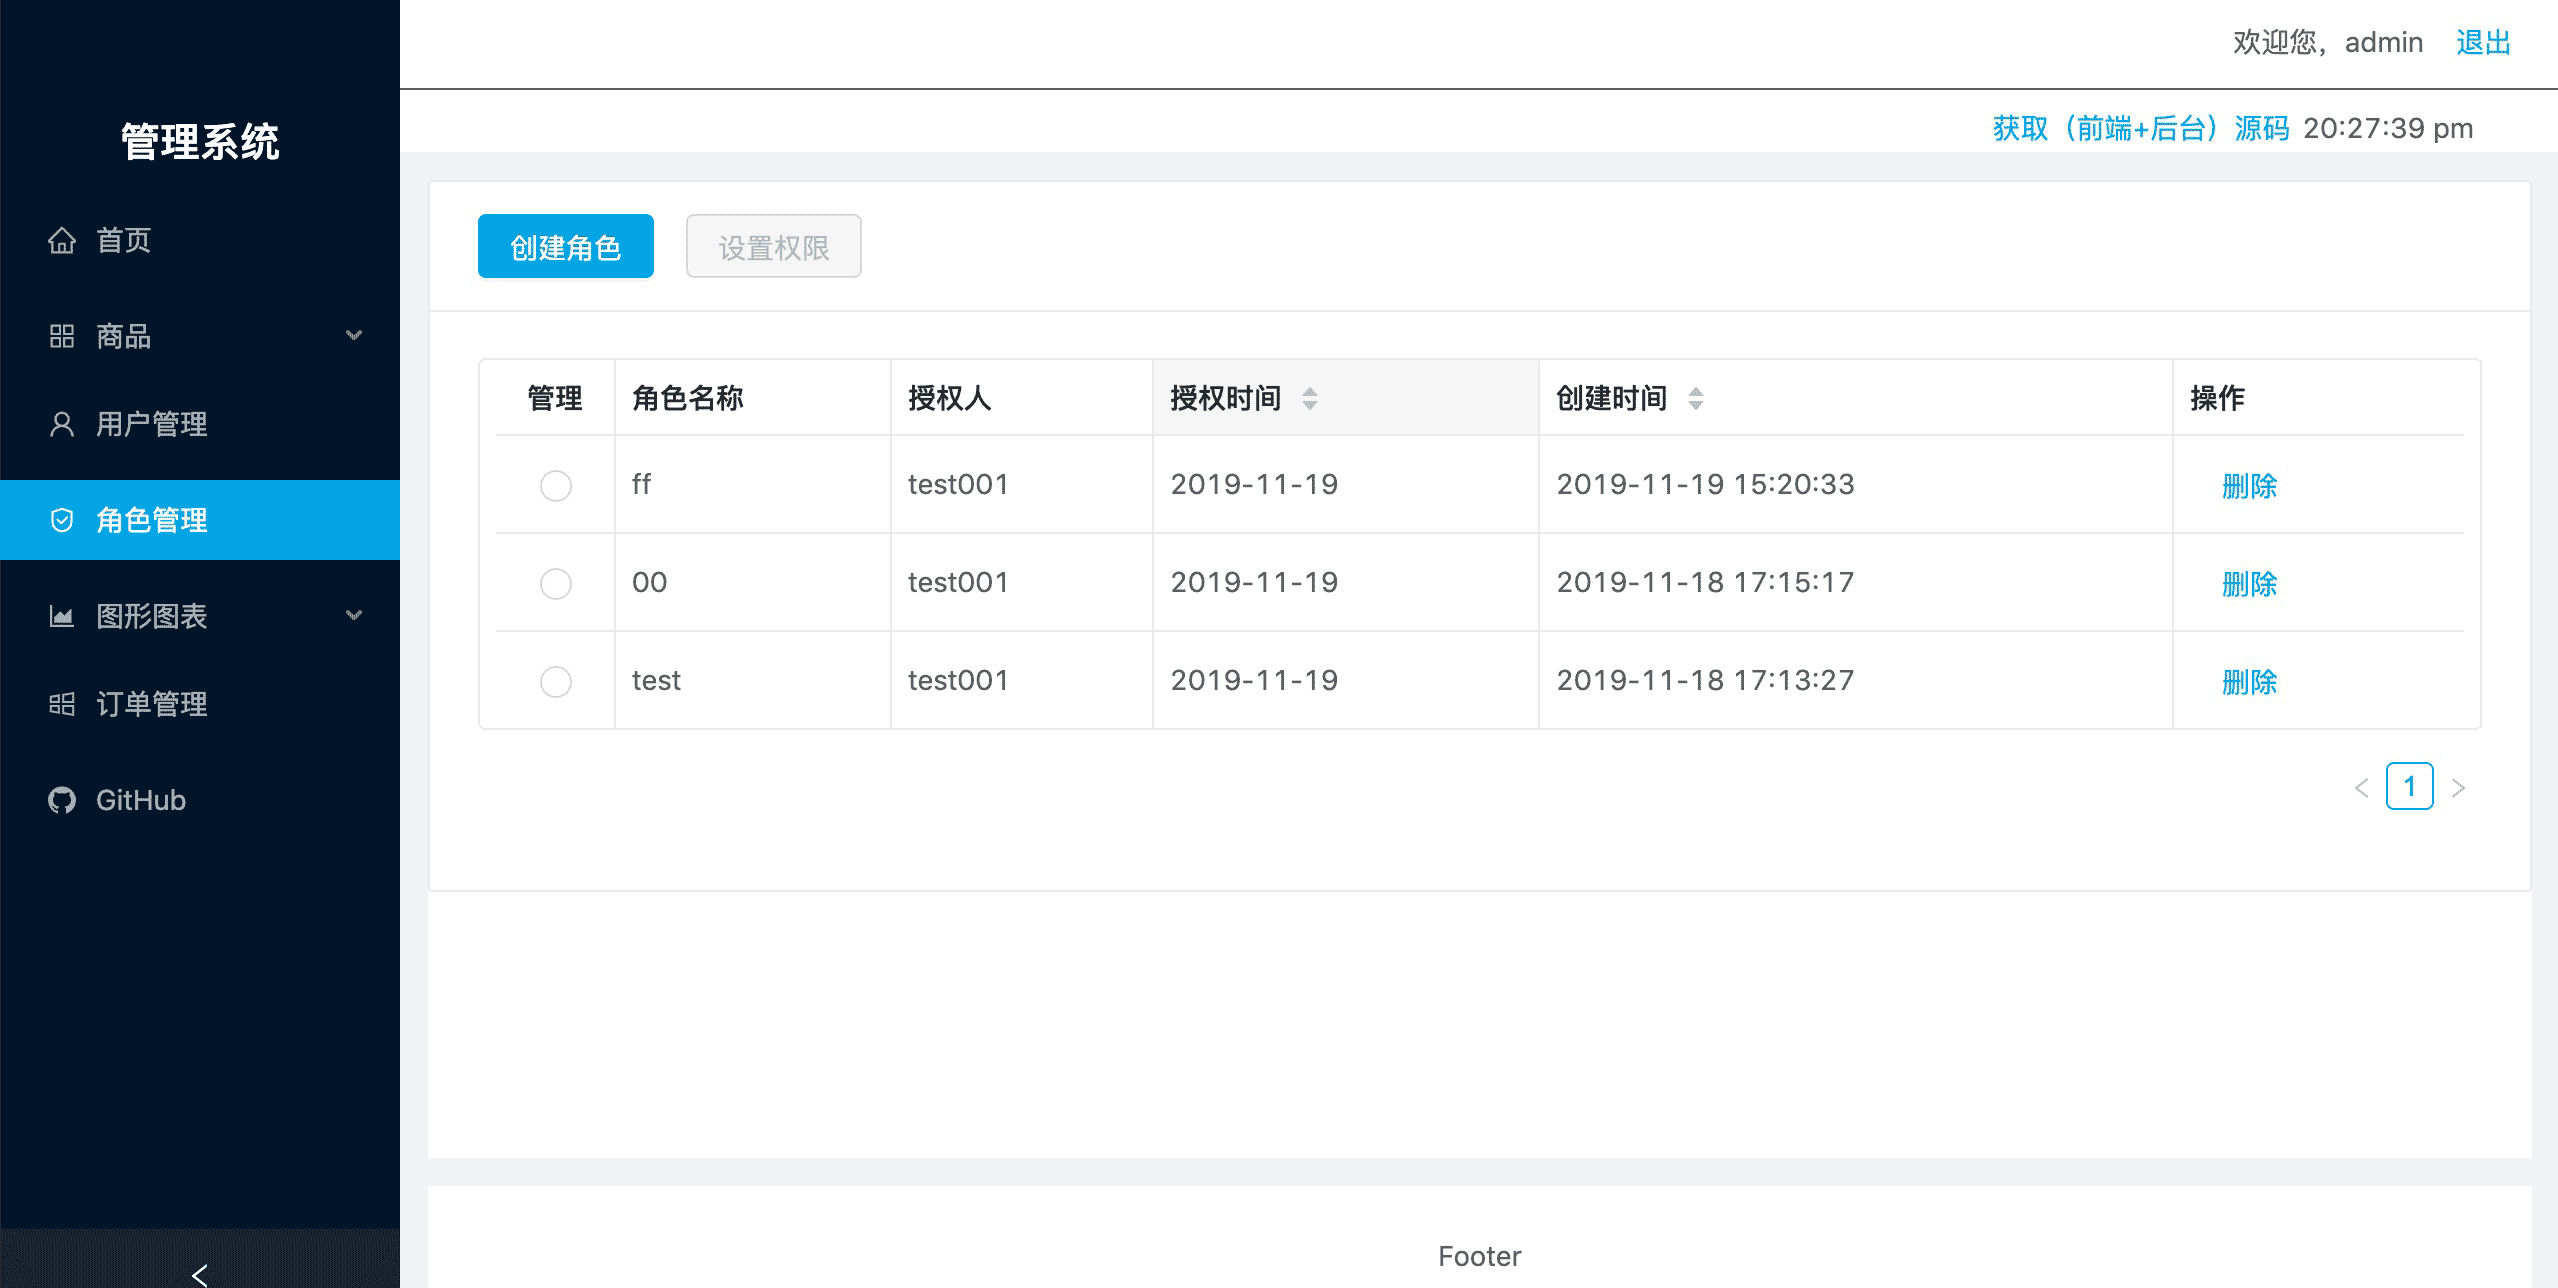 管理系统
首页
商品
用户管理
角色管理
图形图表
订单管理
GitHub
欢迎您，admin 退出
获取（前端+后台）源码 20:27:39 pm
创建角色 设置权限
管理 角色名称 授权人 授权时间 创建时间 操作
ff test001 2019-11-19 2019-11-19 15:20:33 删除
00 test001 2019-11-19 2019-11-18 17:15:17 删除
test test001 2019-11-19 2019-11-18 17:13:27 删除
1
Footer